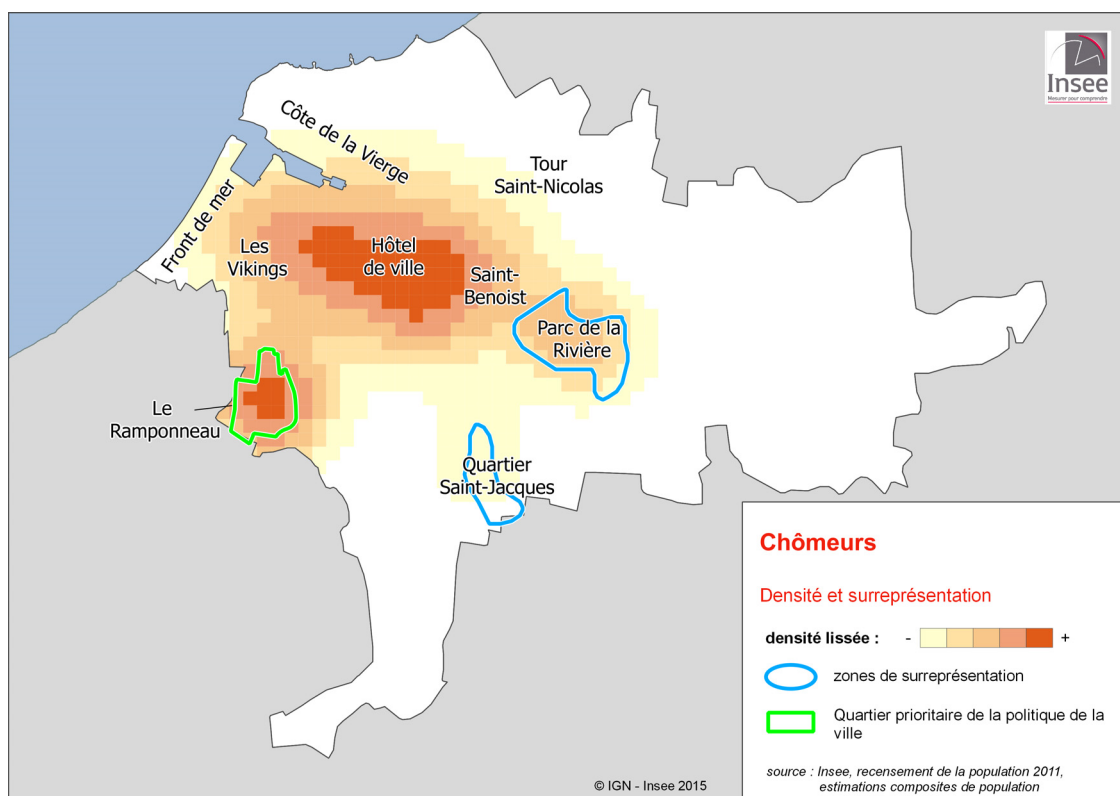 Insee
Mesurer pour comprendre
Côte de la Vierge
Tour
Saint-Nicolas
Front de mer
Les
Vikings
Hôtel
de ville
Saint-
Benoist
Parc de la
Rivière
Le
Ramponneau
Quartier
Saint-Jacques
Chômeurs
Densité et surreprésentation
densité lissée : - +
zones de surreprésentation
Quartier prioritaire de la politique de la
ville
source : Insee, recensement de la population 2011,
estimations composites de population
© IGN - Insee 2015